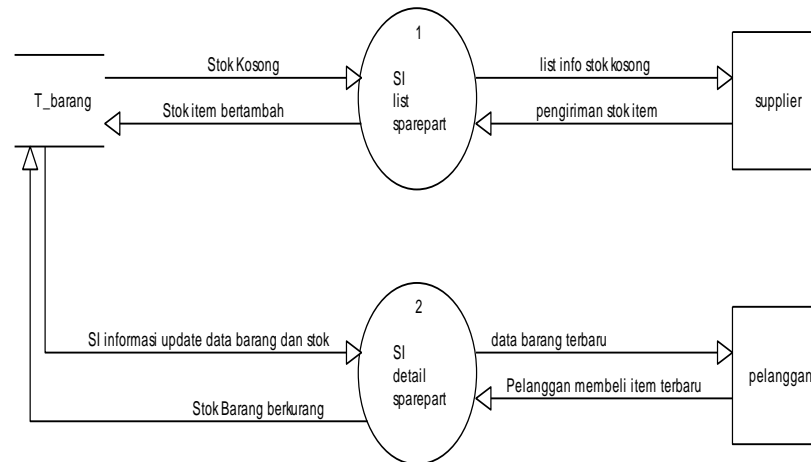 1
Stok Kosong
list info stok kosong
SI
list
sparepart
T_barang
supplier
Stok item bertambah
pengiriman stok item
2
SI informasi update data barang dan stok
data barang terbaru
SI
detail
sparepart
pelanggan
Pelanggan membeli item terbaru
Stok Barang berkurang